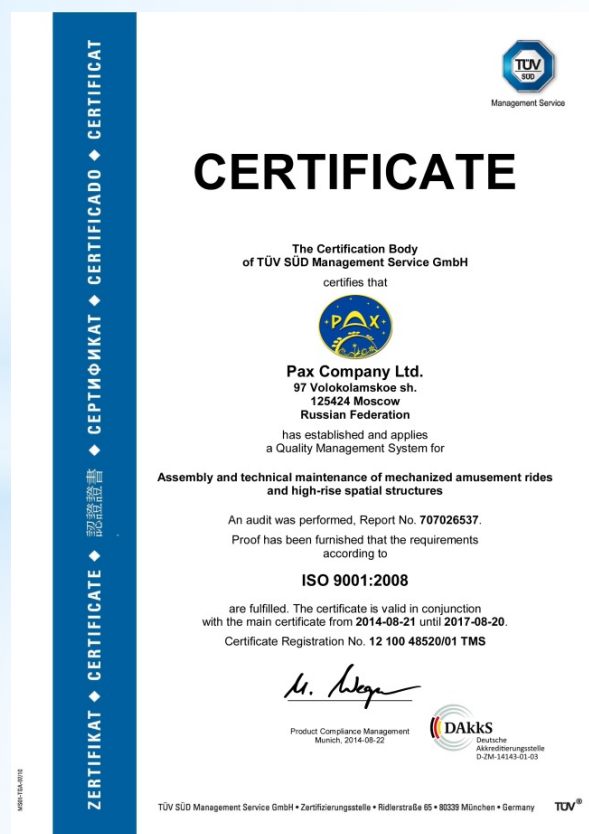 ZERTIFIKAT ◆ CERTIFICATE ◆ 認證證書 ◆ СЕРТИФИКАТ ◆ CERTIFICADO ◆ CERTIFICAT
TÜV
SÜD
Management Service
CERTIFICATE
The Certification Body
of TÜV SÜD Management Service GmbH
certifies that
PAX
Pax Company Ltd.
97 Volokolamskoe sh.
125424 Moscow
Russian Federation
has established and applies
a Quality Management System for
Assembly and technical maintenance of mechanized amusement rides
and high-rise spatial structures
An audit was performed, Report No. 707026537.
Proof has been furnished that the requirements
according to
ISO 9001:2008
are fulfilled. The certificate is valid in conjunction
with the main certificate from 2014-08-21 until 2017-08-20.
Certificate Registration No. 12 100 48520/01 TMS
Product Compliance Management
Munich, 2014-08-22
DAkkS
Deutsche
Akkreditierungsstelle
D-ZM-14143-01-03
TÜV SÜD Management Service GmbH • Zertifizierungsstelle • Ridlerstraße 65 • 80339 München • Germany
TÜV®